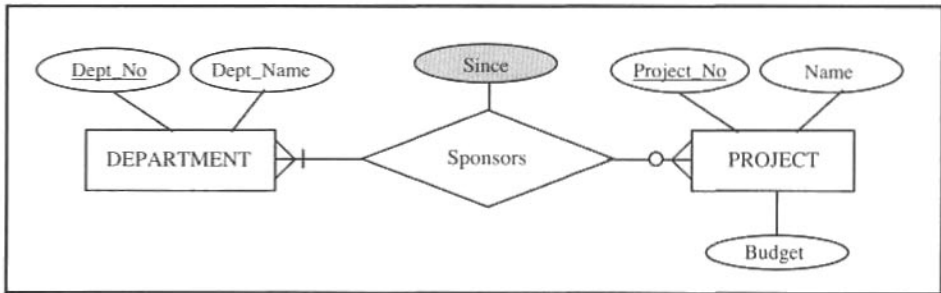 Dept_No
Dept_Name
Since
Project_No
Name
DEPARTMENT
Sponsors
PROJECT
Budget